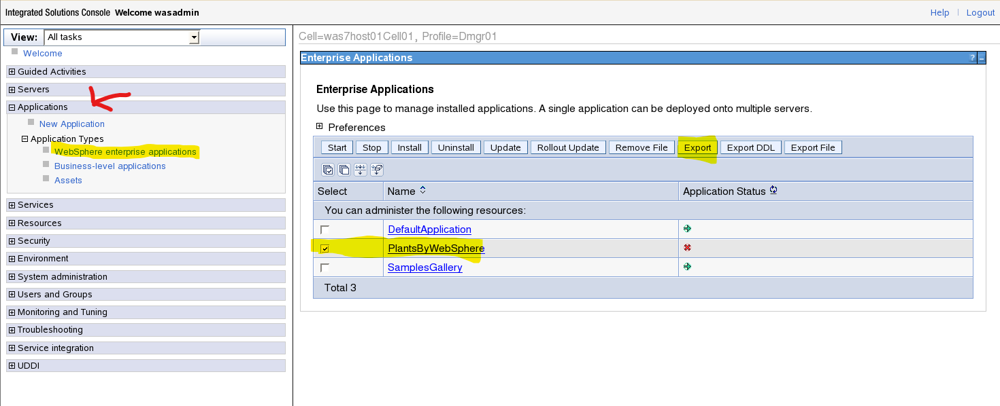 Integrated Solutions Console Welcome wasadmin
Help | Logout
View: All tasks
Welcome
Guided Activities
Servers
Applications
New Application
Application Types
WebSphere enterprise applications
Business-level applications
Assets
Services
Resources
Security
Environment
System administration
Users and Groups
Monitoring and Tuning
Troubleshooting
Service integration
UDDI
Cell=was7host01Cell01, Profile=Dmgr01
Enterprise Applications ? -
Enterprise Applications
Use this page to manage installed applications. A single application can be deployed onto multiple servers.
Preferences
Start Stop Install Uninstall Update Rollout Update Remove File Export Export DDL Export File
Select Name Application Status
You can administer the following resources:
DefaultApplication
PlantsByWebSphere
SamplesGallery
Total 3